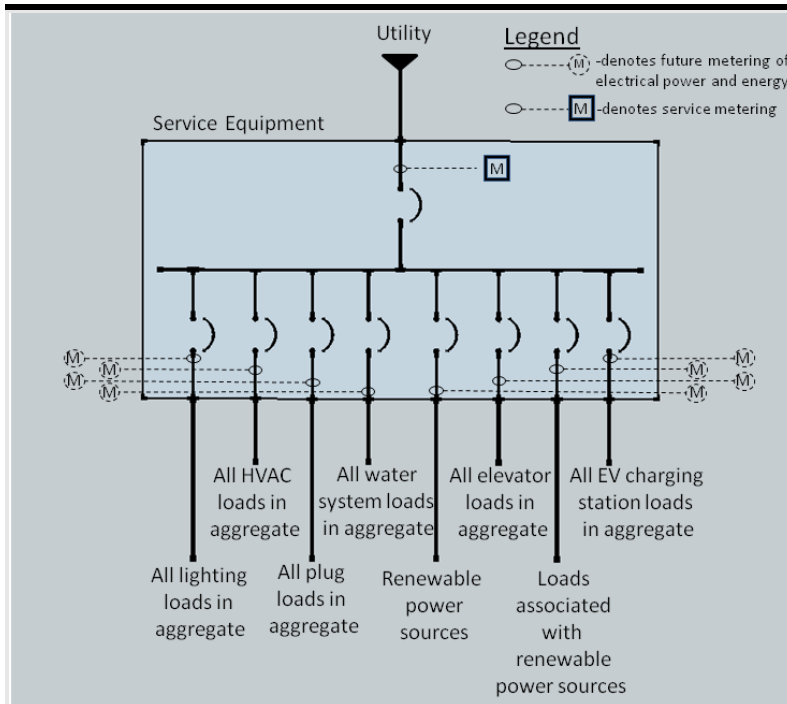 Utility
Legend
M -denotes future metering of
electrical power and energy
M -denotes service metering
Service Equipment
M
M M
M M
M M
M M
All HVAC
loads in
aggregate
All water
system loads
in aggregate
All elevator
loads in
aggregate
All EV charging
station loads
in aggregate
All lighting
loads in
aggregate
All plug
loads in
aggregate
Renewable
power
sources
Loads
associated
with
renewable
power sources